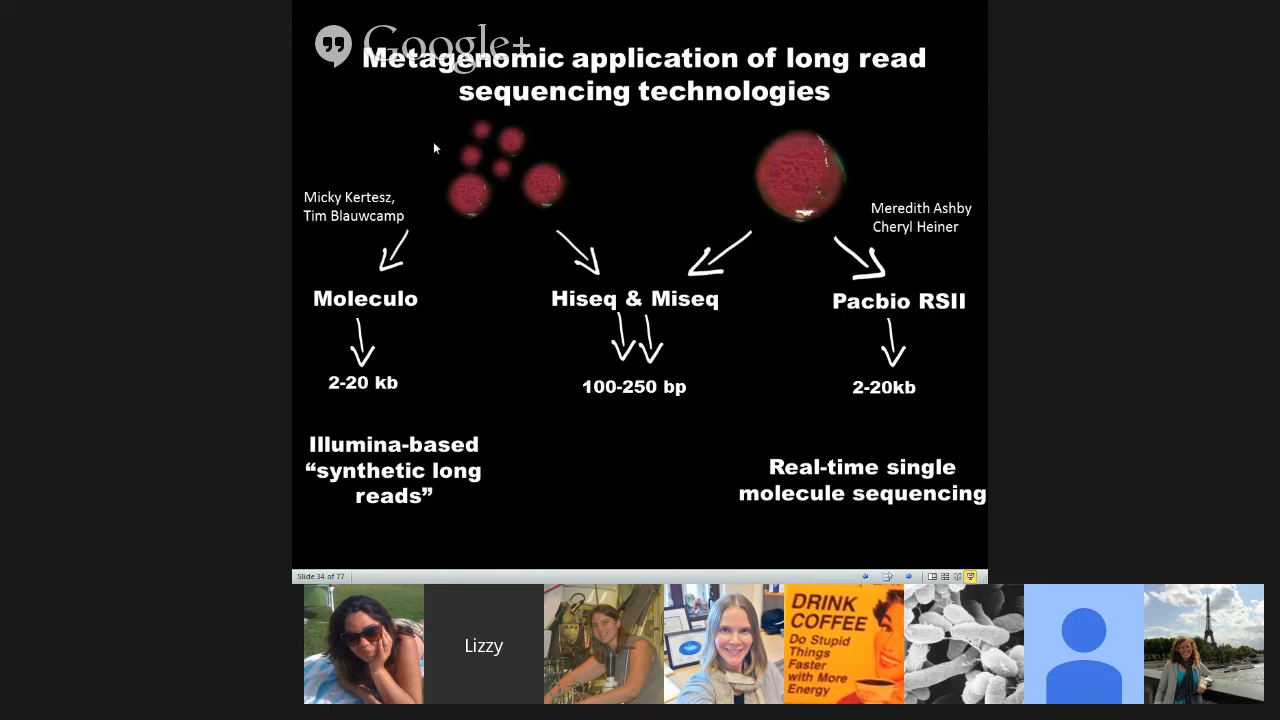 Google+
Metagenomic application of long read
sequencing technologies
Micky Kertesz,
Tim Blauwcamp
Meredith Ashby
Cheryl Heiner
Moleculo
Hiseq & Miseq
Pacbio RSII
2-20 kb
100-250 bp
2-20kb
Illumina-based
“synthetic long
reads”
Real-time single
molecule sequencing
Slide 34 of 77
Lizzy
DRINK
COFFEE
Do Stupid
Things
Faster
with More
Energy